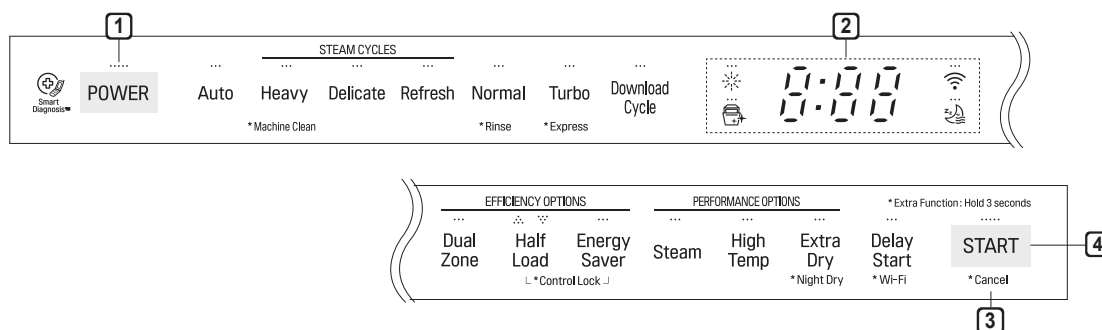 1
2
STEAM CYCLES
Smart
Diagnosis
POWER
Auto
Heavy
*Machine Clean
Delicate
Refresh
Normal
*Rinse
Turbo
*Express
Download
Cycle
8:88
EFFICIENCY OPTIONS
PERFORMANCE OPTIONS
*Extra Function : Hold 3 seconds
Dual
Zone
Half
Load
Energy
Saver
*Control Lock
Steam
High
Temp
Extra
Dry
*Night Dry
Delay
Start
*Wi-Fi
START
*Cancel
4
3